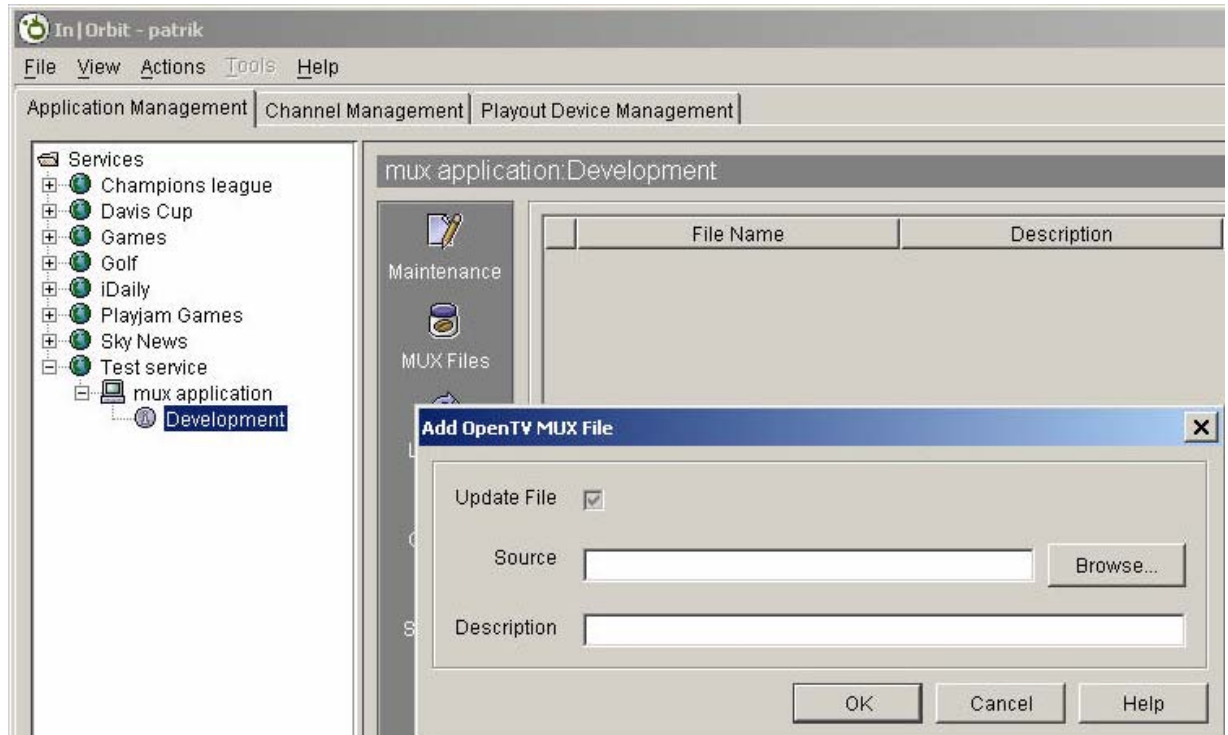 In|Orbit - patrik
File View Actions Tools Help
Application Management Channel Management Playout Device Management
Services
Champions league
Davis Cup
Games
Golf
iDaily
Playjam Games
Sky News
Test service
mux application
Development
mux application:Development
Maintenance
MUX Files
File Name Description
Add OpenTV MUX File
Update File
Source
Browse...
Description
OK Cancel Help